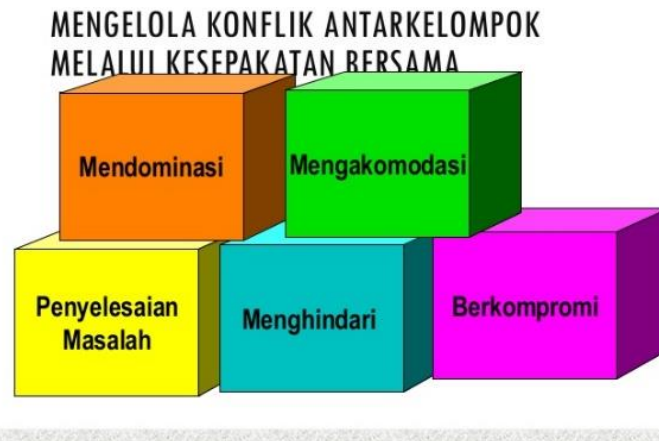 MENGELOLA KONFLIK ANTARKELOMPOK
MELALUI KESEPAKATAN BERSAMA
Mendominasi
Mengakomodasi
Penyelesaian
Masalah
Menghindari
Berkompromi